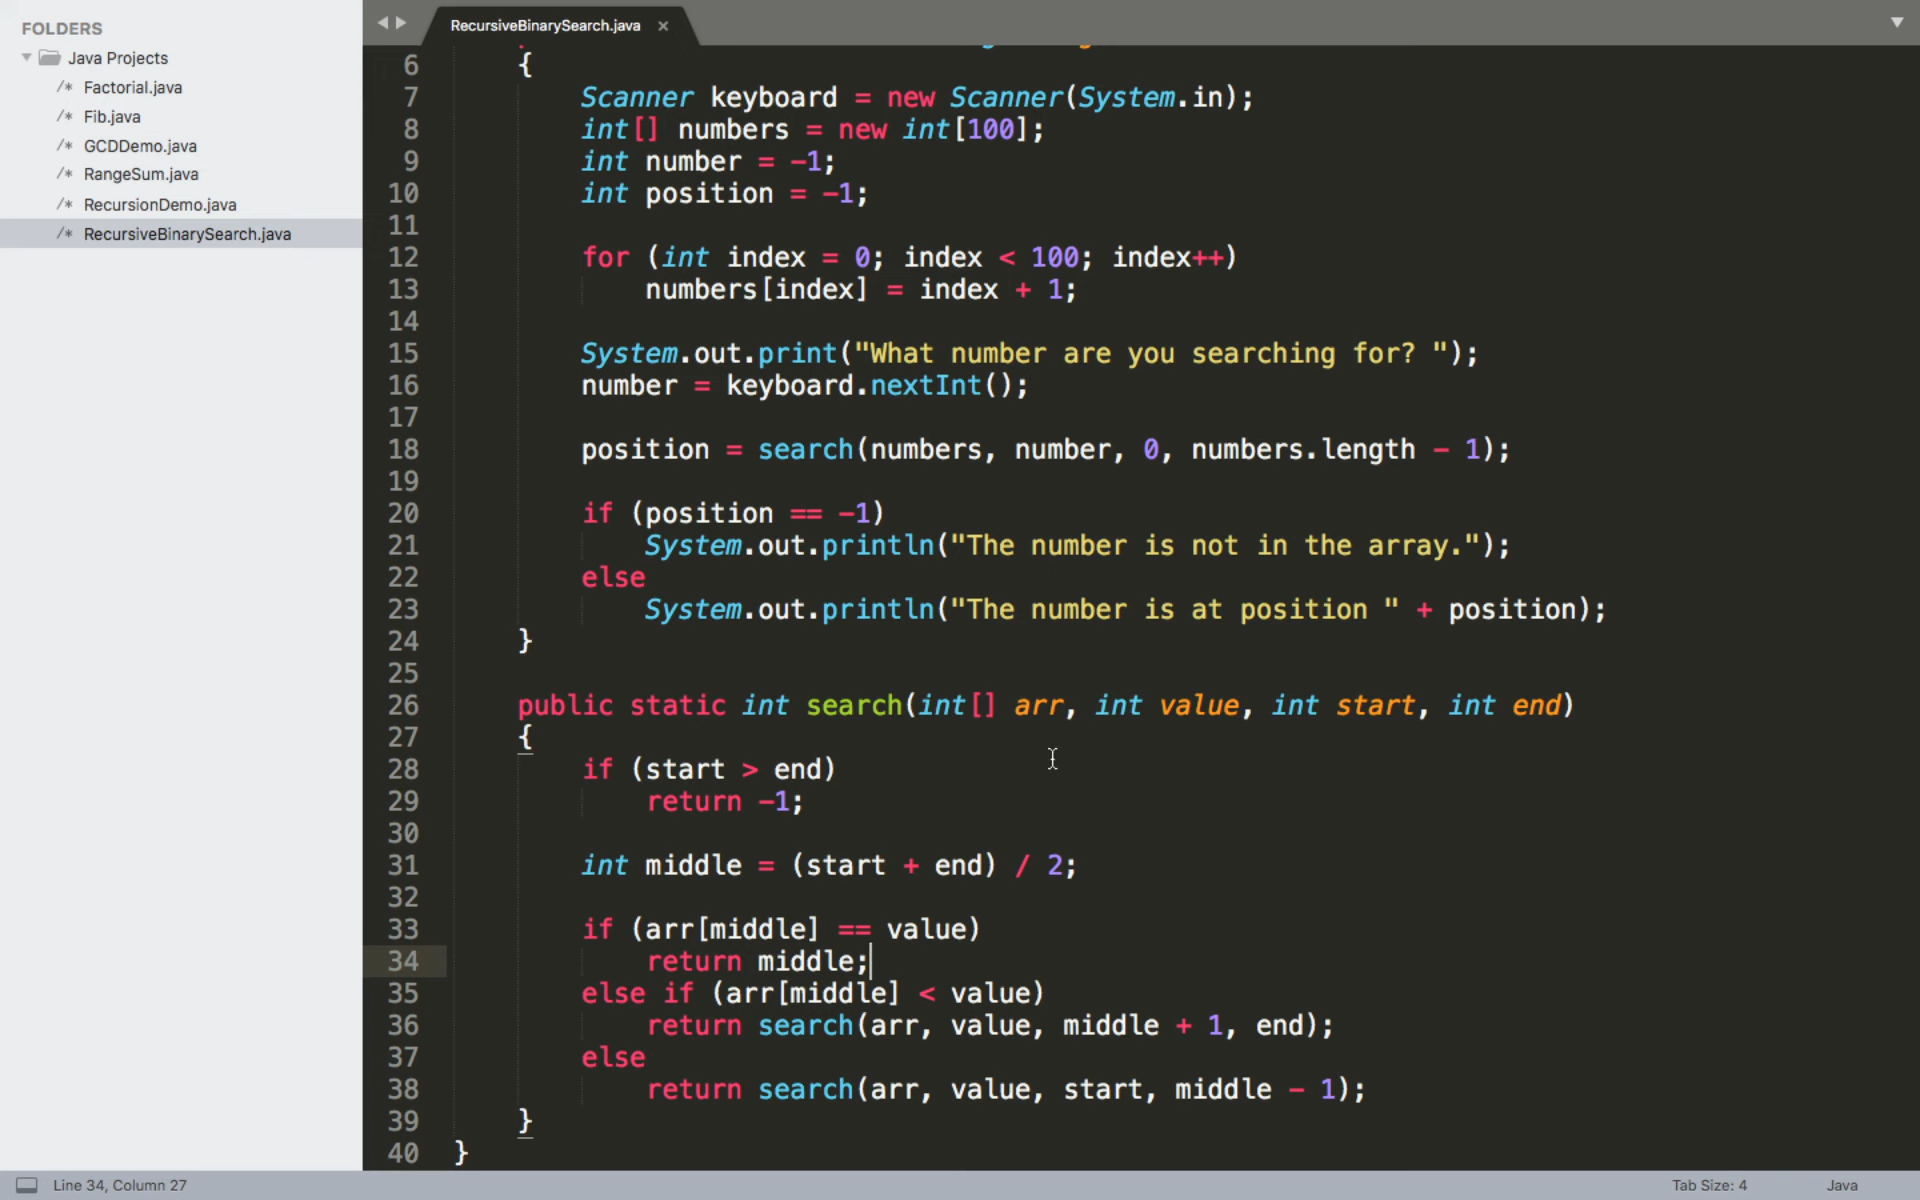 FOLDERS
Java Projects
/* Factorial.java
/* Fib.java
/* GCDDemo.java
/* RangeSum.java
/* RecursionDemo.java
/* RecursiveBinarySearch.java
RecursiveBinarySearch.java ×
6 {
7 Scanner keyboard = new Scanner(System.in);
8 int[] numbers = new int[100];
9 int number = -1;
10 int position = -1;
11
12 for (int index = 0; index < 100; index++)
13 numbers[index] = index + 1;
14
15 System.out.print("What number are you searching for? ");
16 number = keyboard.nextInt();
17
18 position = search(numbers, number, 0, numbers.length - 1);
19
20 if (position == -1)
21 System.out.println("The number is not in the array.");
22 else
23 System.out.println("The number is at position " + position);
24 }
25
26 public static int search(int[] arr, int value, int start, int end)
27 {
28 if (start > end)
29 return -1;
30
31 int middle = (start + end) / 2;
32
33 if (arr[middle] == value)
34 return middle;
35 else if (arr[middle] < value)
36 return search(arr, value, middle + 1, end);
37 else
38 return search(arr, value, start, middle - 1);
39 }
40 }
Line 34, Column 27
Tab Size: 4
Java